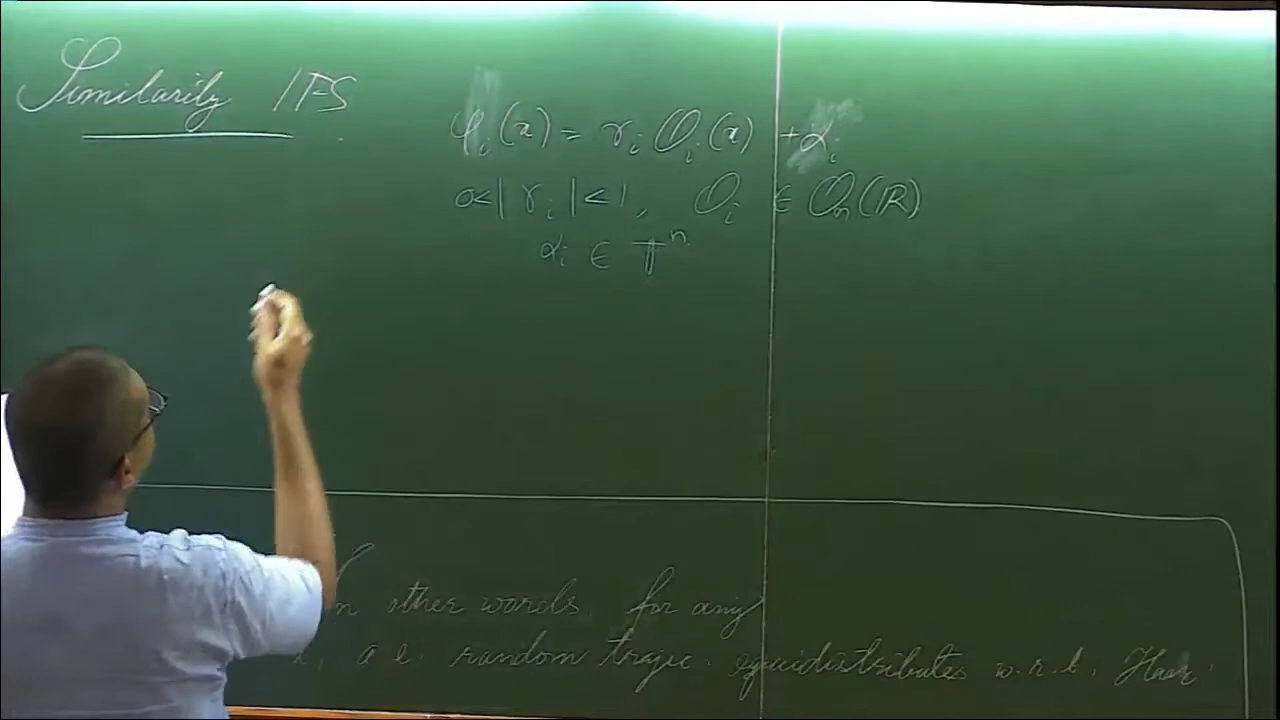 Similarity IFS
φ_i(x) = r_i O_i(x) + α_i
0<|r_i|<1, O_i ∈ O_n(R)
α_i ∈ T^n
In other words, for any
x, a.e. random trajec. equidistributes w.r.t. Haar.